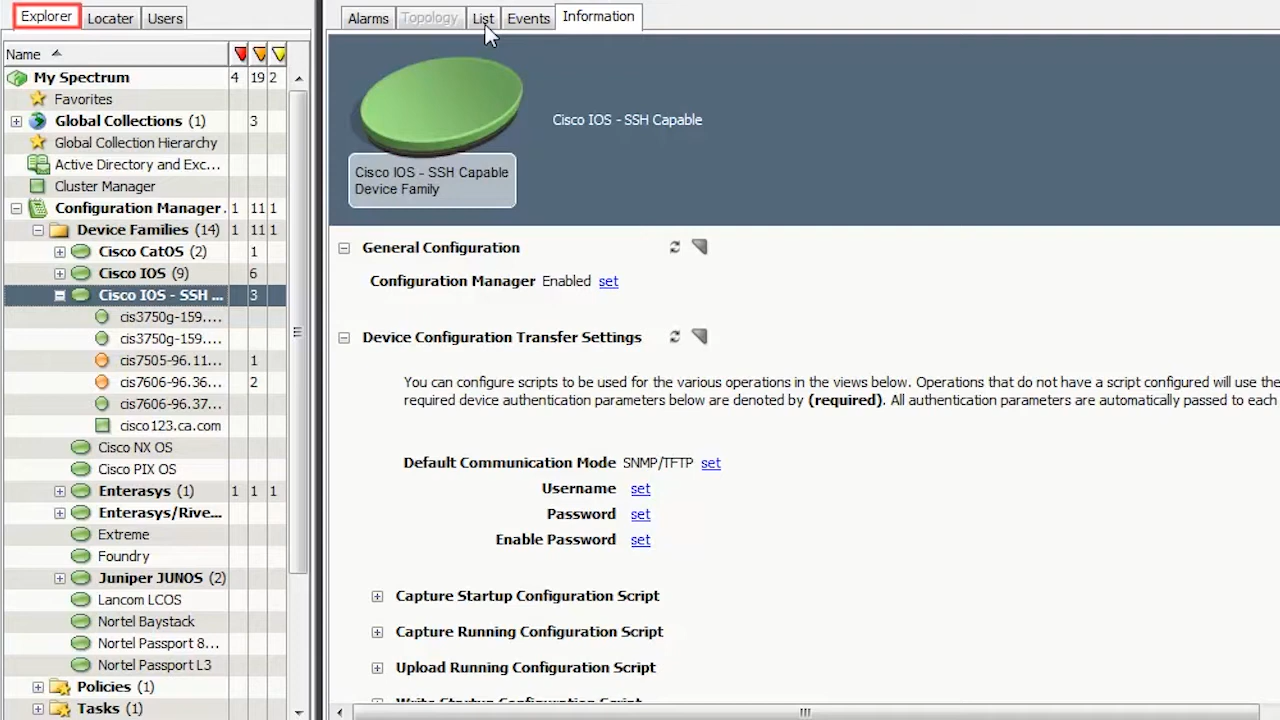 Explorer Locater Users
Name
My Spectrum 4 19 2
Favorites
Global Collections (1) 3
Global Collection Hierarchy
Active Directory and Exc...
Cluster Manager
Configuration Manager . 1 11 1
Device Families (14) 1 11 1
Cisco CatOS (2) 1
Cisco IOS (9) 6
Cisco IOS - SSH ... 3
cis3750g-159....
cis3750g-159....
cis7505-96.11... 1
cis7606-96.36... 2
cis7606-96.37...
cisco123.ca.com
Cisco NX OS
Cisco PIX OS
Enterasys (1) 1 1 1
Enterasys/Rive...
Extreme
Foundry
Juniper JUNOS (2)
Lancom LCOS
Nortel Baystack
Nortel Passport 8...
Nortel Passport L3
Policies (1)
Tasks (1)
Alarms Topology List Events Information
Cisco IOS - SSH Capable
Cisco IOS - SSH Capable
Device Family
General Configuration
Configuration Manager Enabled set
Device Configuration Transfer Settings
You can configure scripts to be used for the various operations in the views below. Operations that do not have a script configured will use the
required device authentication parameters below are denoted by (required). All authentication parameters are automatically passed to each
Default Communication Mode SNMP/TFTP set
Username set
Password set
Enable Password set
Capture Startup Configuration Script
Capture Running Configuration Script
Upload Running Configuration Script
Write Startup Configuration Script